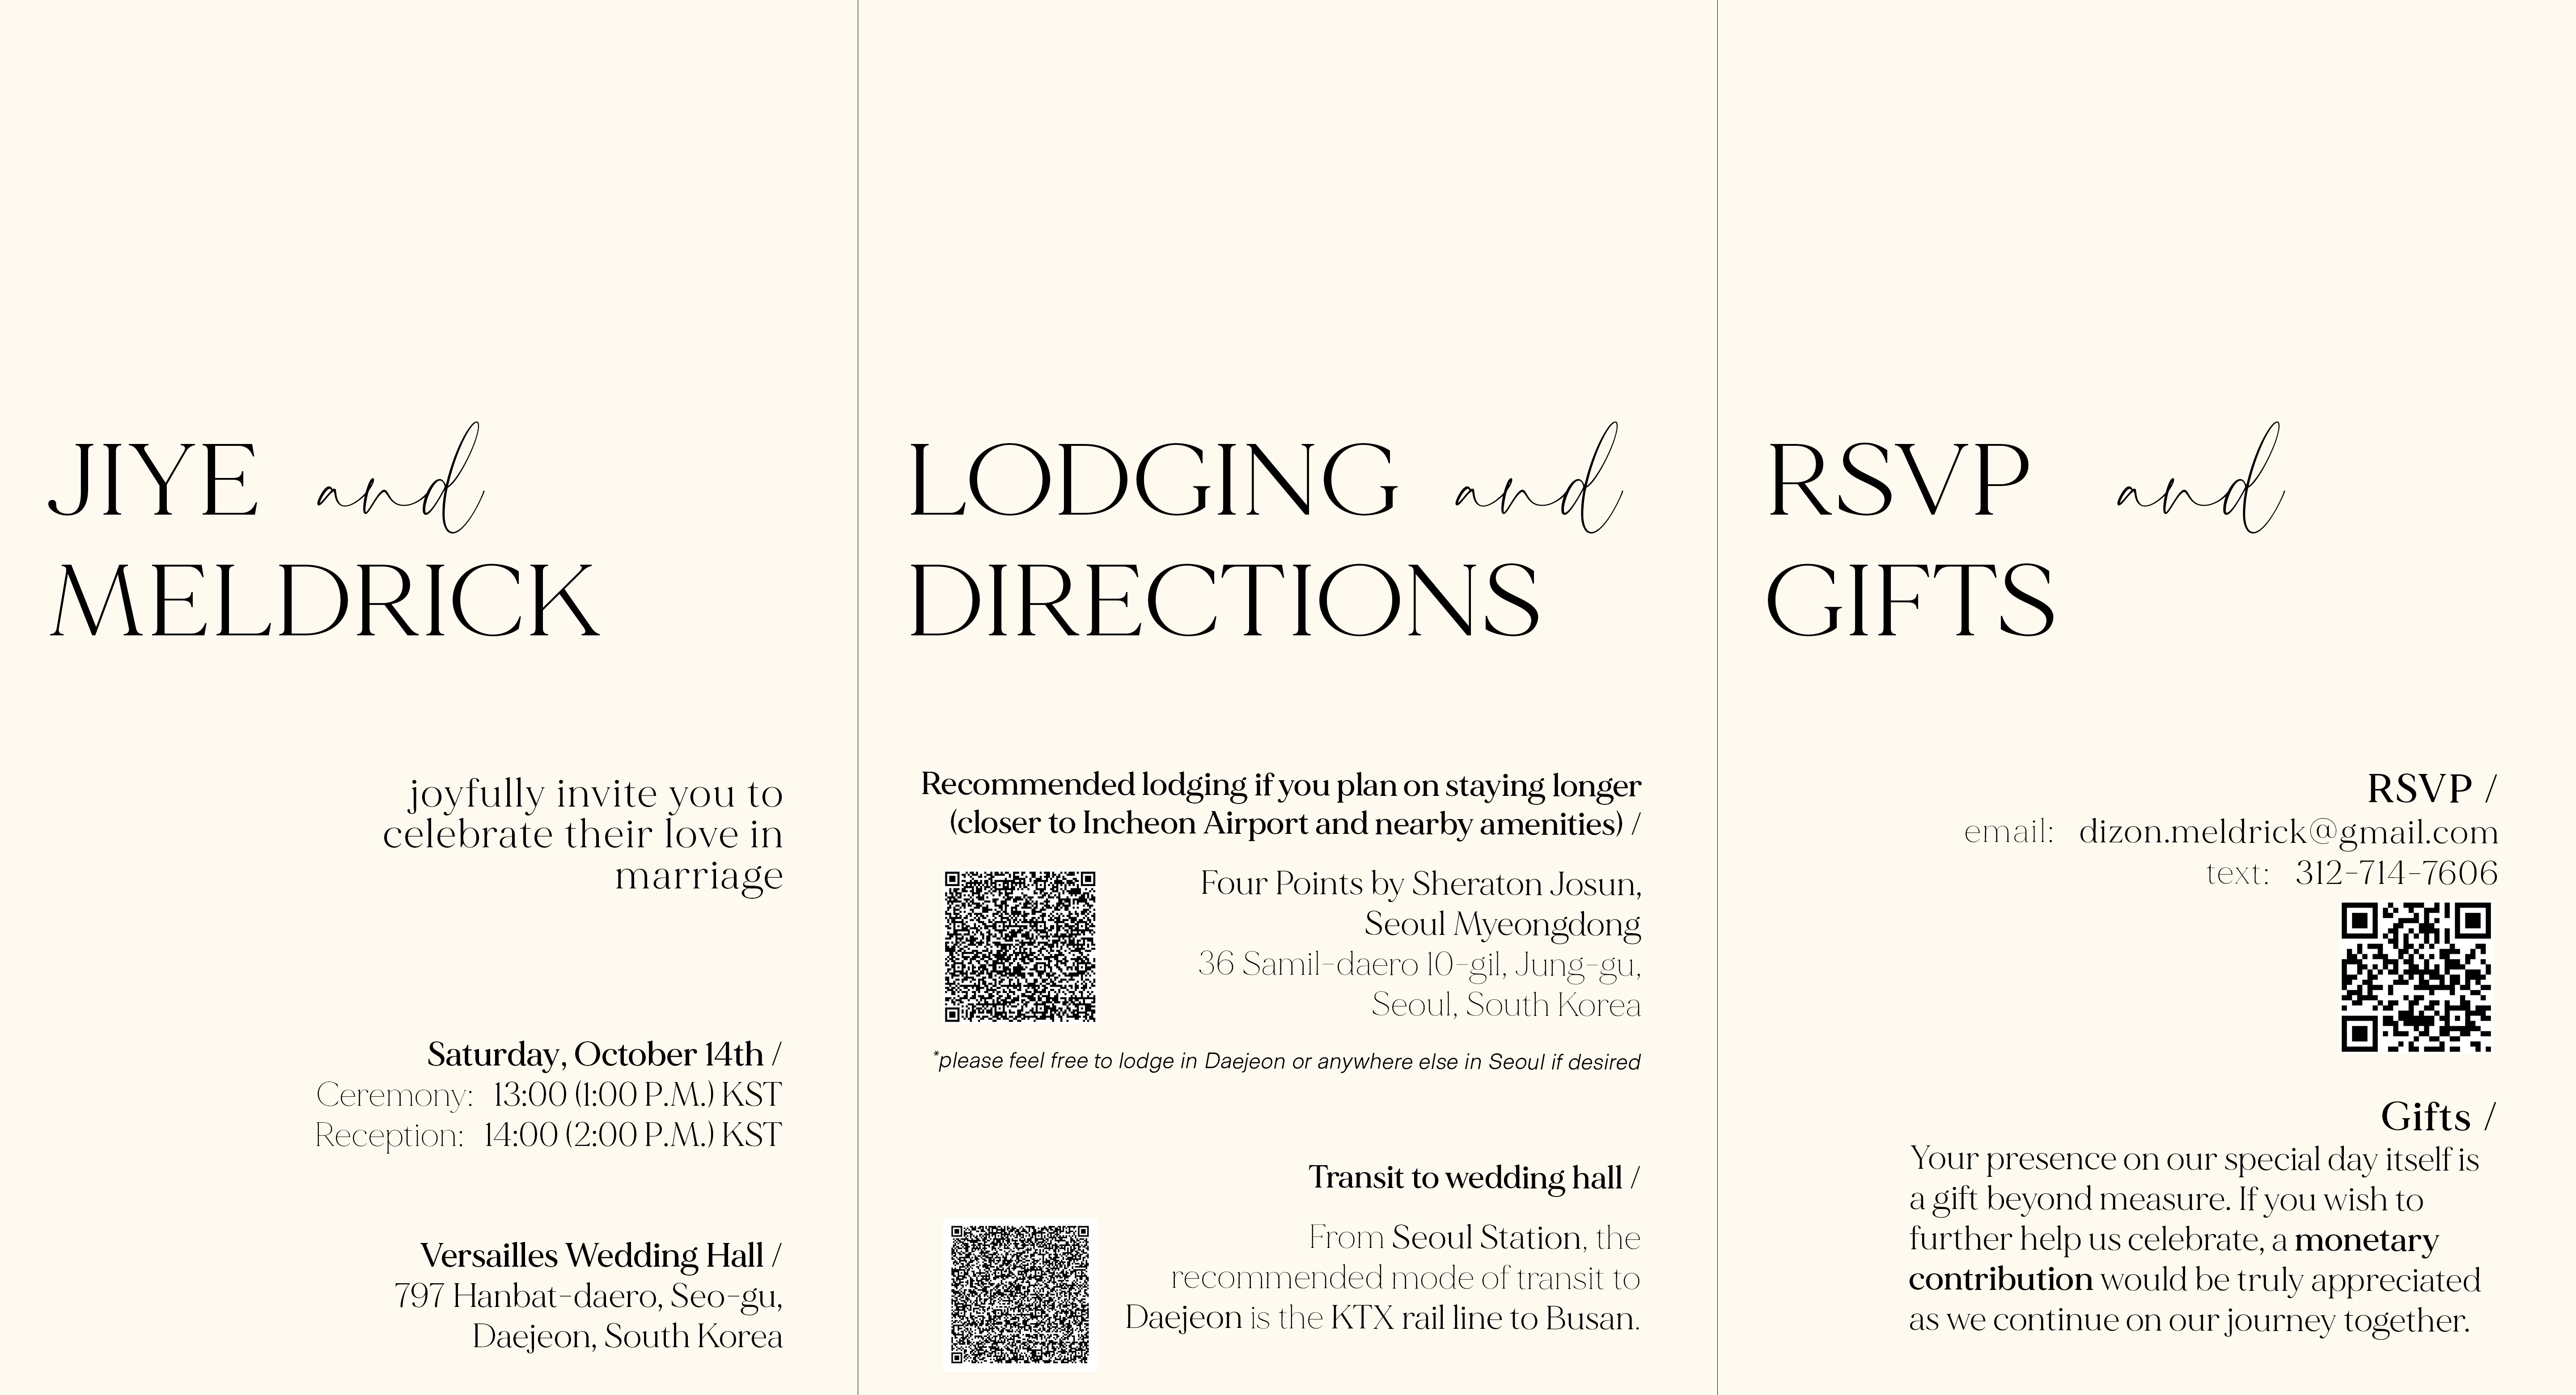 JIYE and
MELDRICK
joyfully invite you to
celebrate their love in
marriage
Saturday, October 14th /
Ceremony: 13:00 (1:00 P.M.) KST
Reception: 14:00 (2:00 P.M.) KST
Versailles Wedding Hall /
797 Hanbat-daero, Seo-gu,
Daejeon, South Korea
LODGING and
DIRECTIONS
Recommended lodging if you plan on staying longer
(closer to Incheon Airport and nearby amenities) /
Four Points by Sheraton Josun,
Seoul Myeongdong
36 Samil-daero 10-gil, Jung-gu,
Seoul, South Korea
*please feel free to lodge in Daejeon or anywhere else in Seoul if desired
Transit to wedding hall /
From Seoul Station, the
recommended mode of transit to
Daejeon is the KTX rail line to Busan.
RSVP and
GIFTS
RSVP /
email: dizon.meldrick@gmail.com
text: 312-714-7606
Gifts /
Your presence on our special day itself is
a gift beyond measure. If you wish to
further help us celebrate, a monetary
contribution would be truly appreciated
as we continue on our journey together.